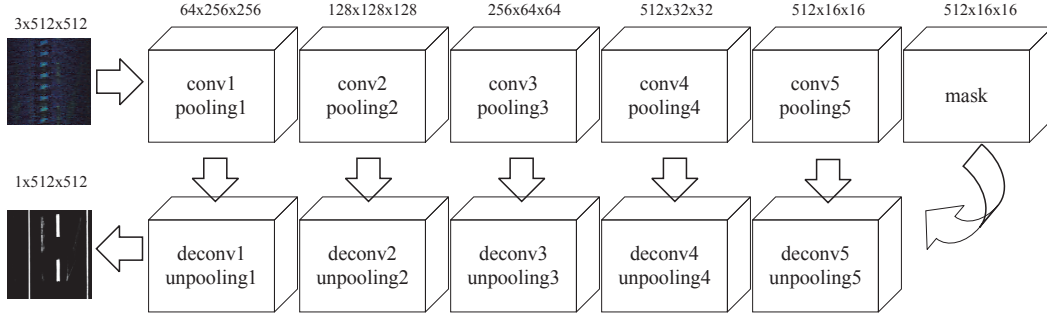 64x256x256 128x128x128 256x64x64 512x32x32 512x16x16 512x16x16
3x512x512
conv1 conv2 conv3 conv4 conv5 mask
pooling1 pooling2 pooling3 pooling4 pooling5
1x512x512
deconv1 deconv2 deconv3 deconv4 deconv5
unpooling1 unpooling2 unpooling3 unpooling4 unpooling5